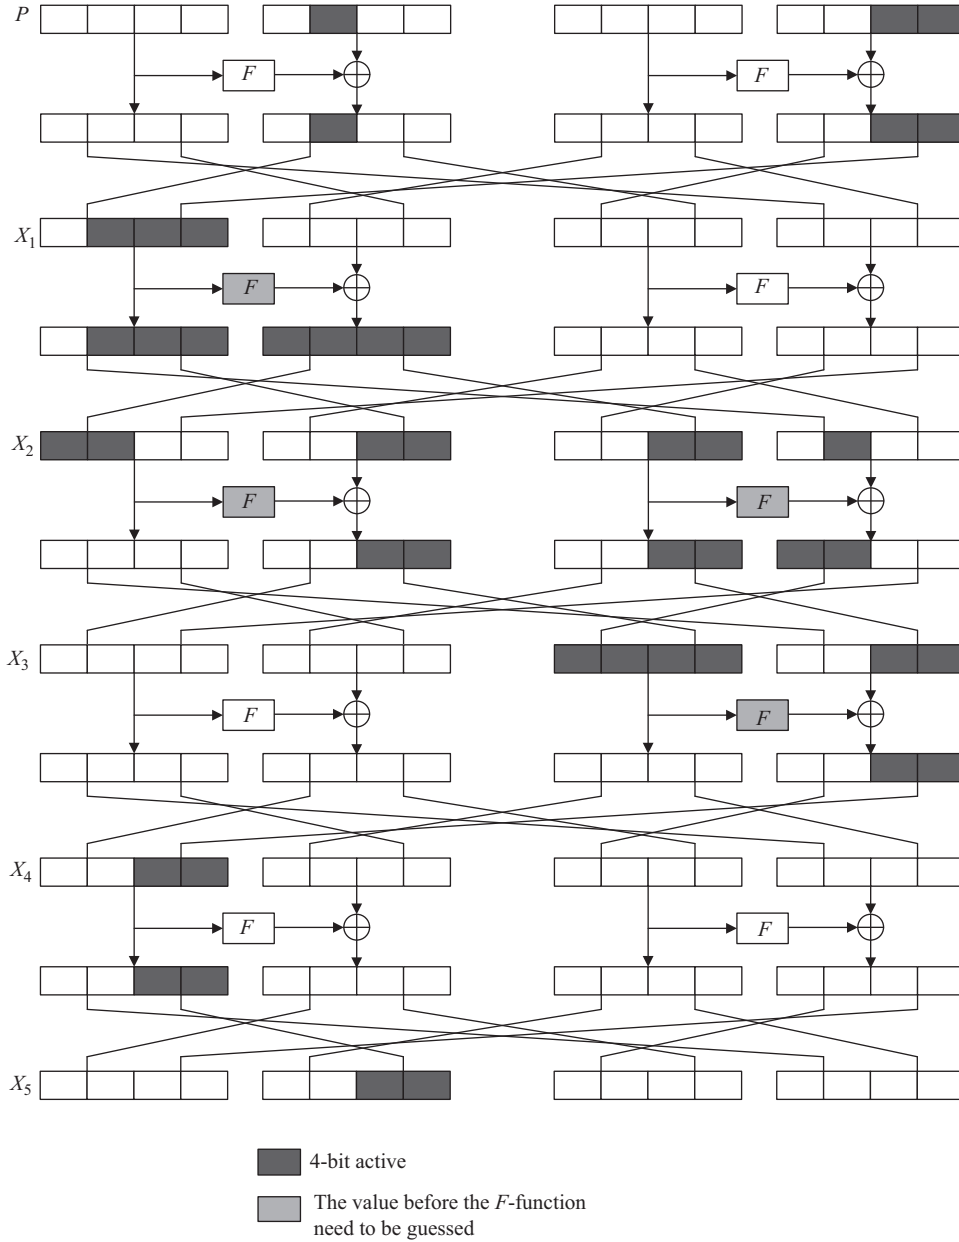 P
F
F
X1
F
F
X2
F
F
X3
F
F
X4
F
F
X5
4-bit active
The value before the F-function
need to be guessed